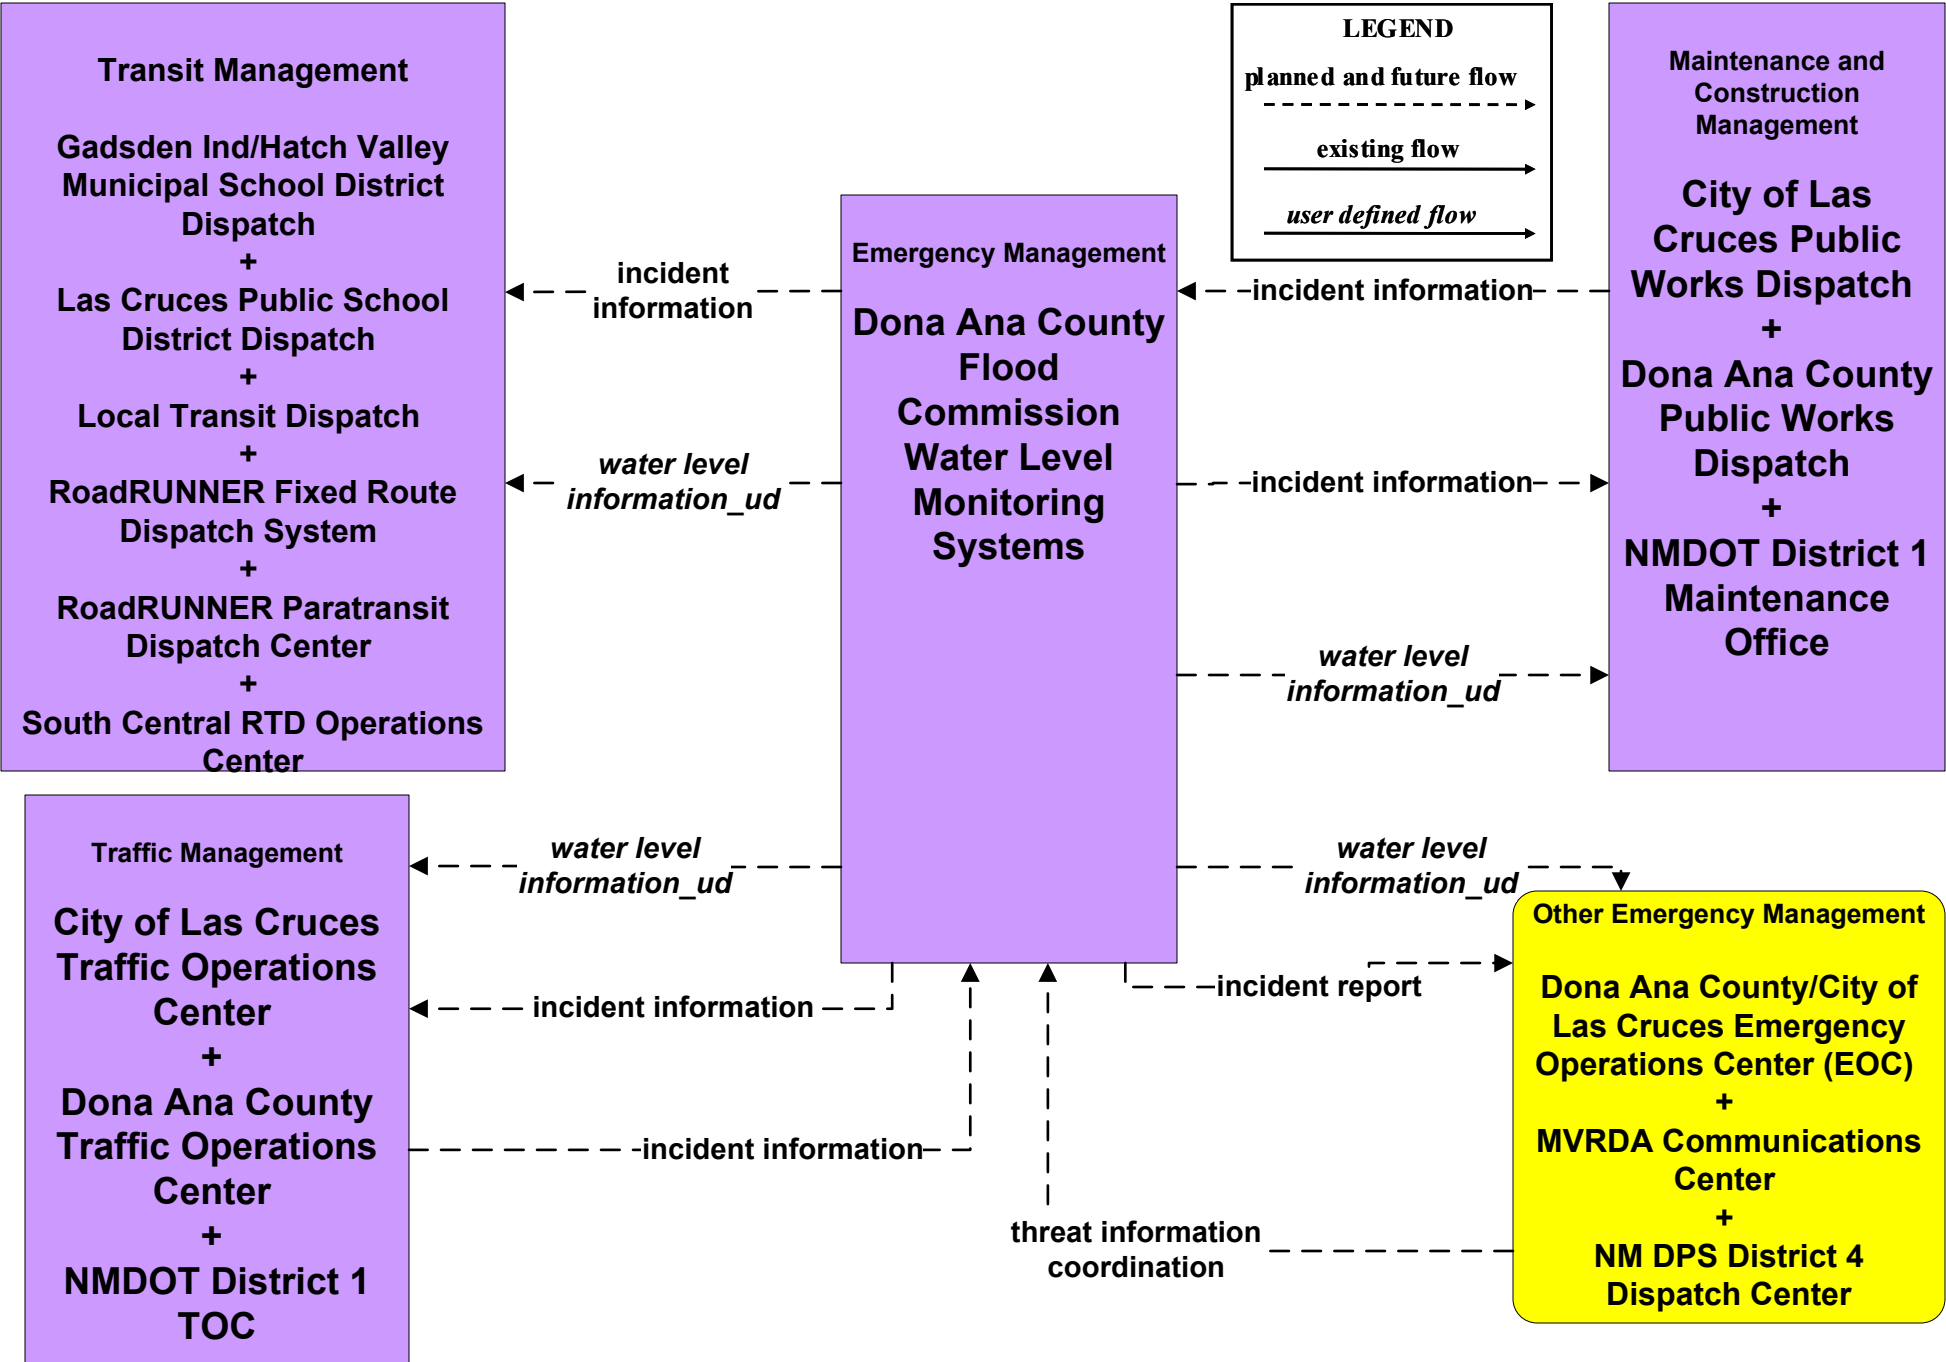 Transit Management
Gadsden Ind/Hatch Valley
Municipal School District
Dispatch
+
Las Cruces Public School
District Dispatch
+
Local Transit Dispatch
+
RoadRUNNER Fixed Route
Dispatch System
+
RoadRUNNER Paratransit
Dispatch Center
+
South Central RTD Operations
Center
incident
information
water level
information_ud
Emergency Management
Dona Ana County
Flood
Commission
Water Level
Monitoring
Systems
LEGEND
planned and future flow
existing flow
user defined flow
incident information
incident information
water level
information_ud
Maintenance and
Construction
Management
City of Las
Cruces Public
Works Dispatch
+
Dona Ana County
Public Works
Dispatch
+
NMDOT District 1
Maintenance
Office
Traffic Management
City of Las Cruces
Traffic Operations
Center
+
Dona Ana County
Traffic Operations
Center
+
NMDOT District 1
TOC
water level
information_ud
incident information
incident information
water level
information_ud
incident report
threat information
coordination
Other Emergency Management
Dona Ana County/City of
Las Cruces Emergency
Operations Center (EOC)
+
MVRDA Communications
Center
+
NM DPS District 4
Dispatch Center